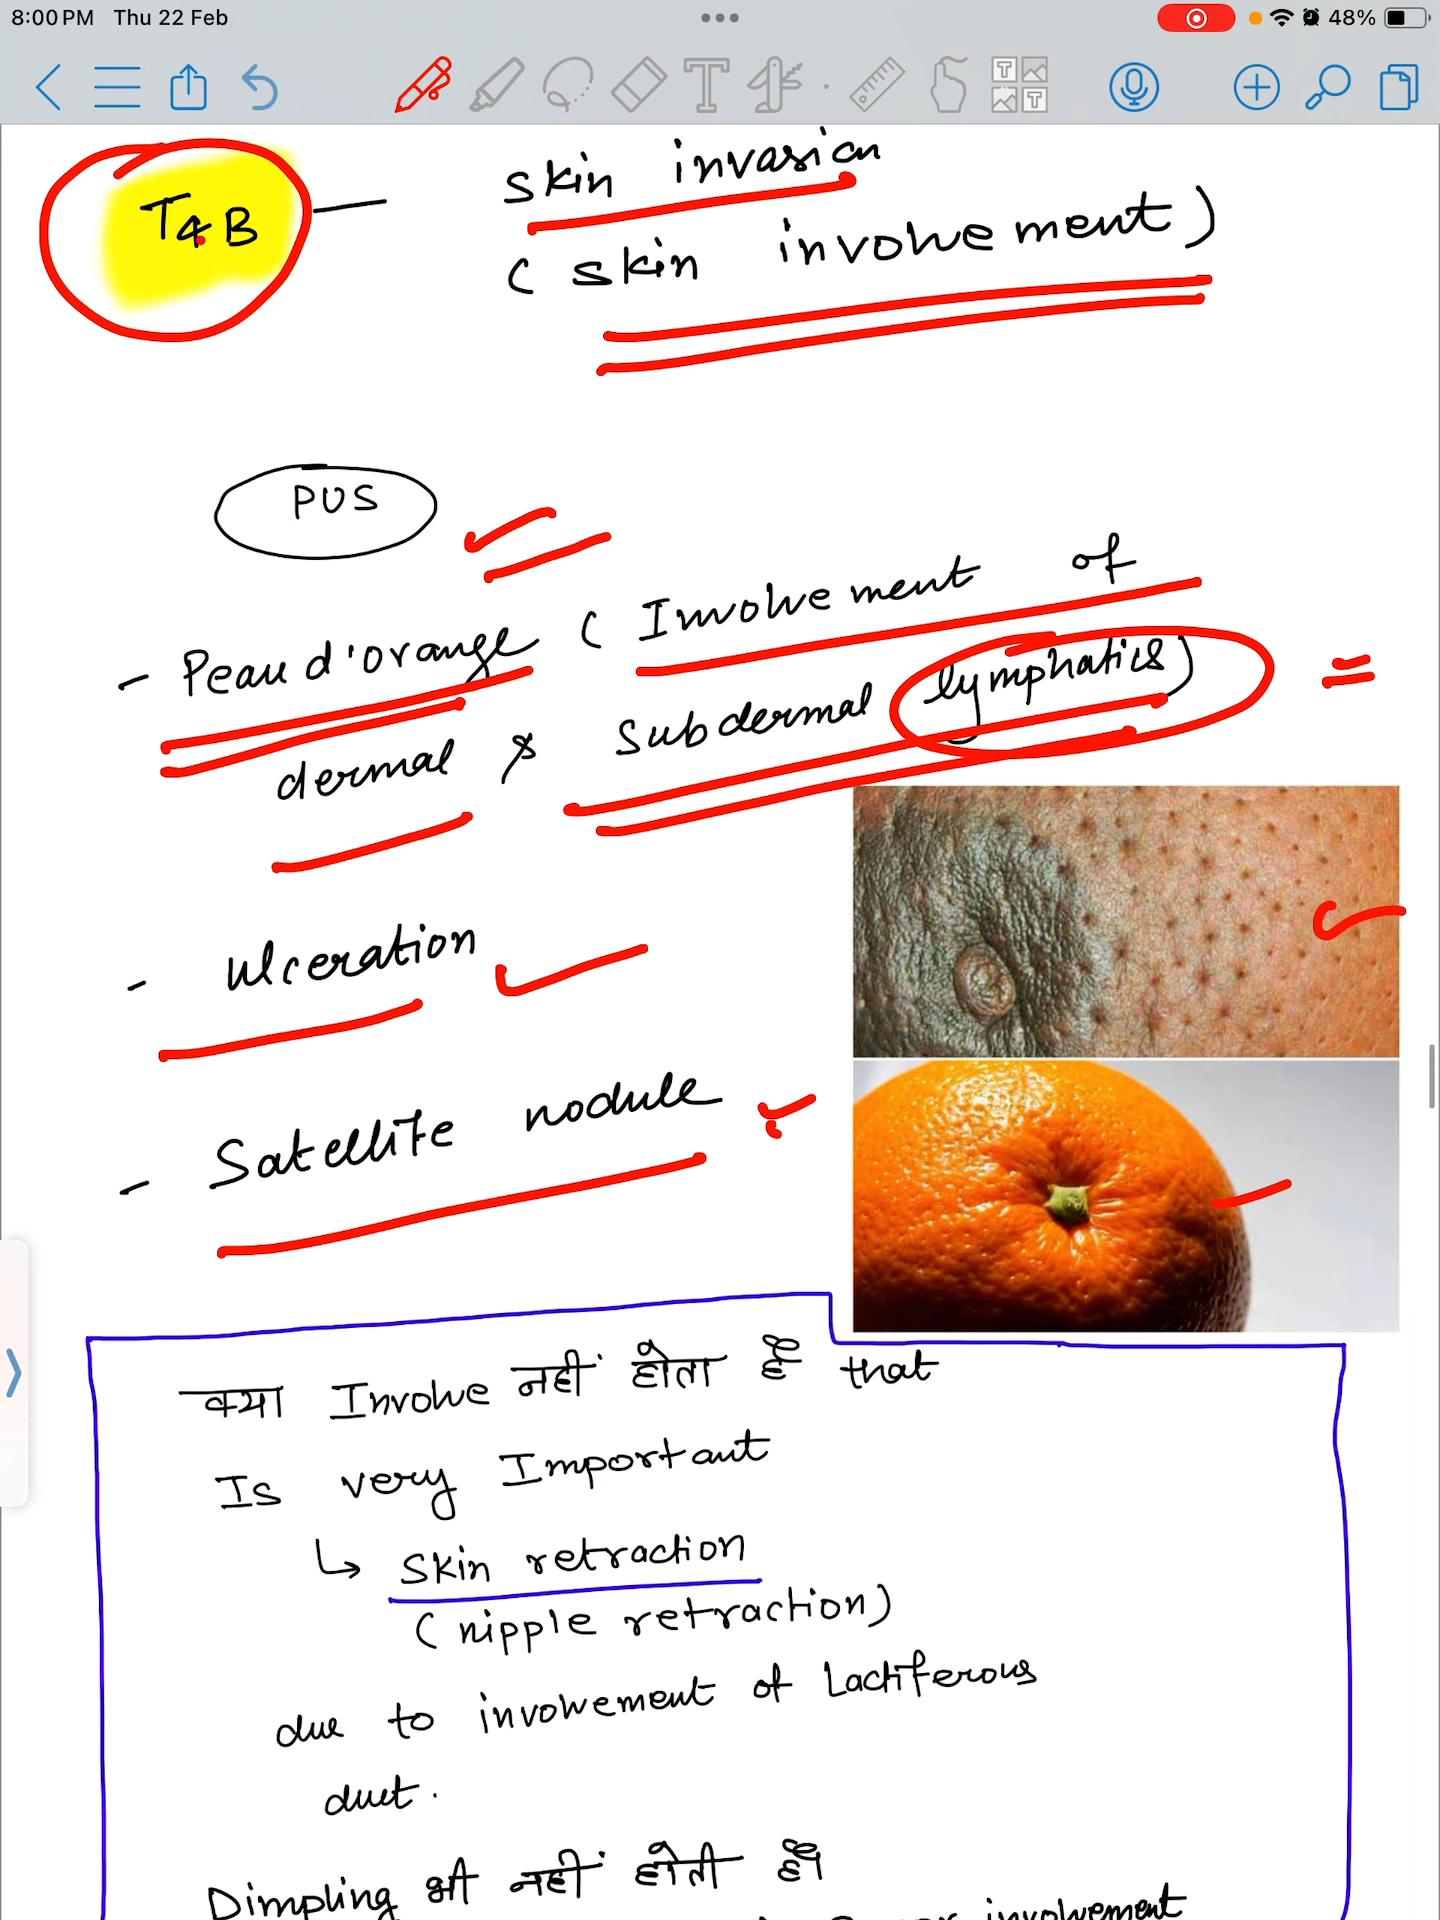 8:00 PM Thu 22 Feb
48%
T4B — skin invasion
(skin involvement)
PUS
- Peau d'orange (Involvement of
dermal & Subdermal lymphatics)
- ulceration
- Satellite nodule
क्या Involve नहीं होता है that
Is very Important
↳ Skin retraction
(nipple retraction)
due to involvement of Lactiferous
duct.
Dimpling भी नहीं होती है।
involvement